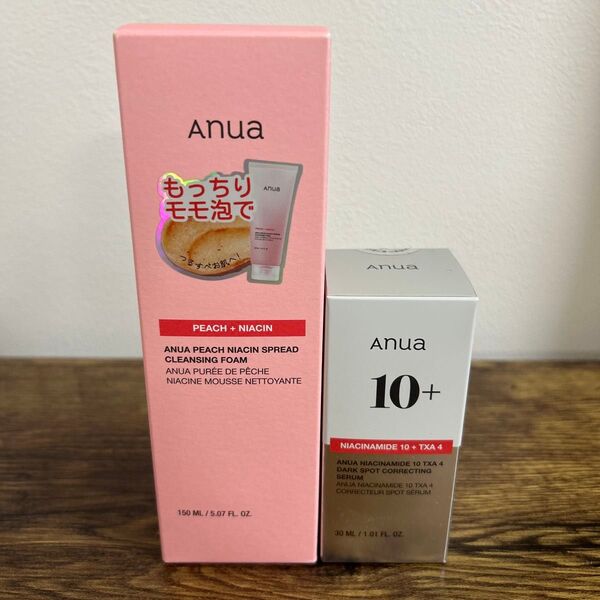 Anua
もっちり
モモ泡で
Anua
つるすべお肌へ!
PEACH + NIACIN
ANUA PEACH NIACIN SPREAD
CLEANSING FOAM
ANUA PURÉE DE PÊCHE
NIACINE MOUSSE NETTOYANTE
150 ML / 5.07 FL. OZ.
Anua
Anua
10+
NIACINAMIDE 10 + TXA 4
ANUA NIACINAMIDE 10 TXA 4
DARK SPOT CORRECTING
SERUM
ANUA NIACINAMIDE 10 TXA 4
CORRECTEUR SPOT SÉRUM
30 ML / 1.01 FL. OZ.